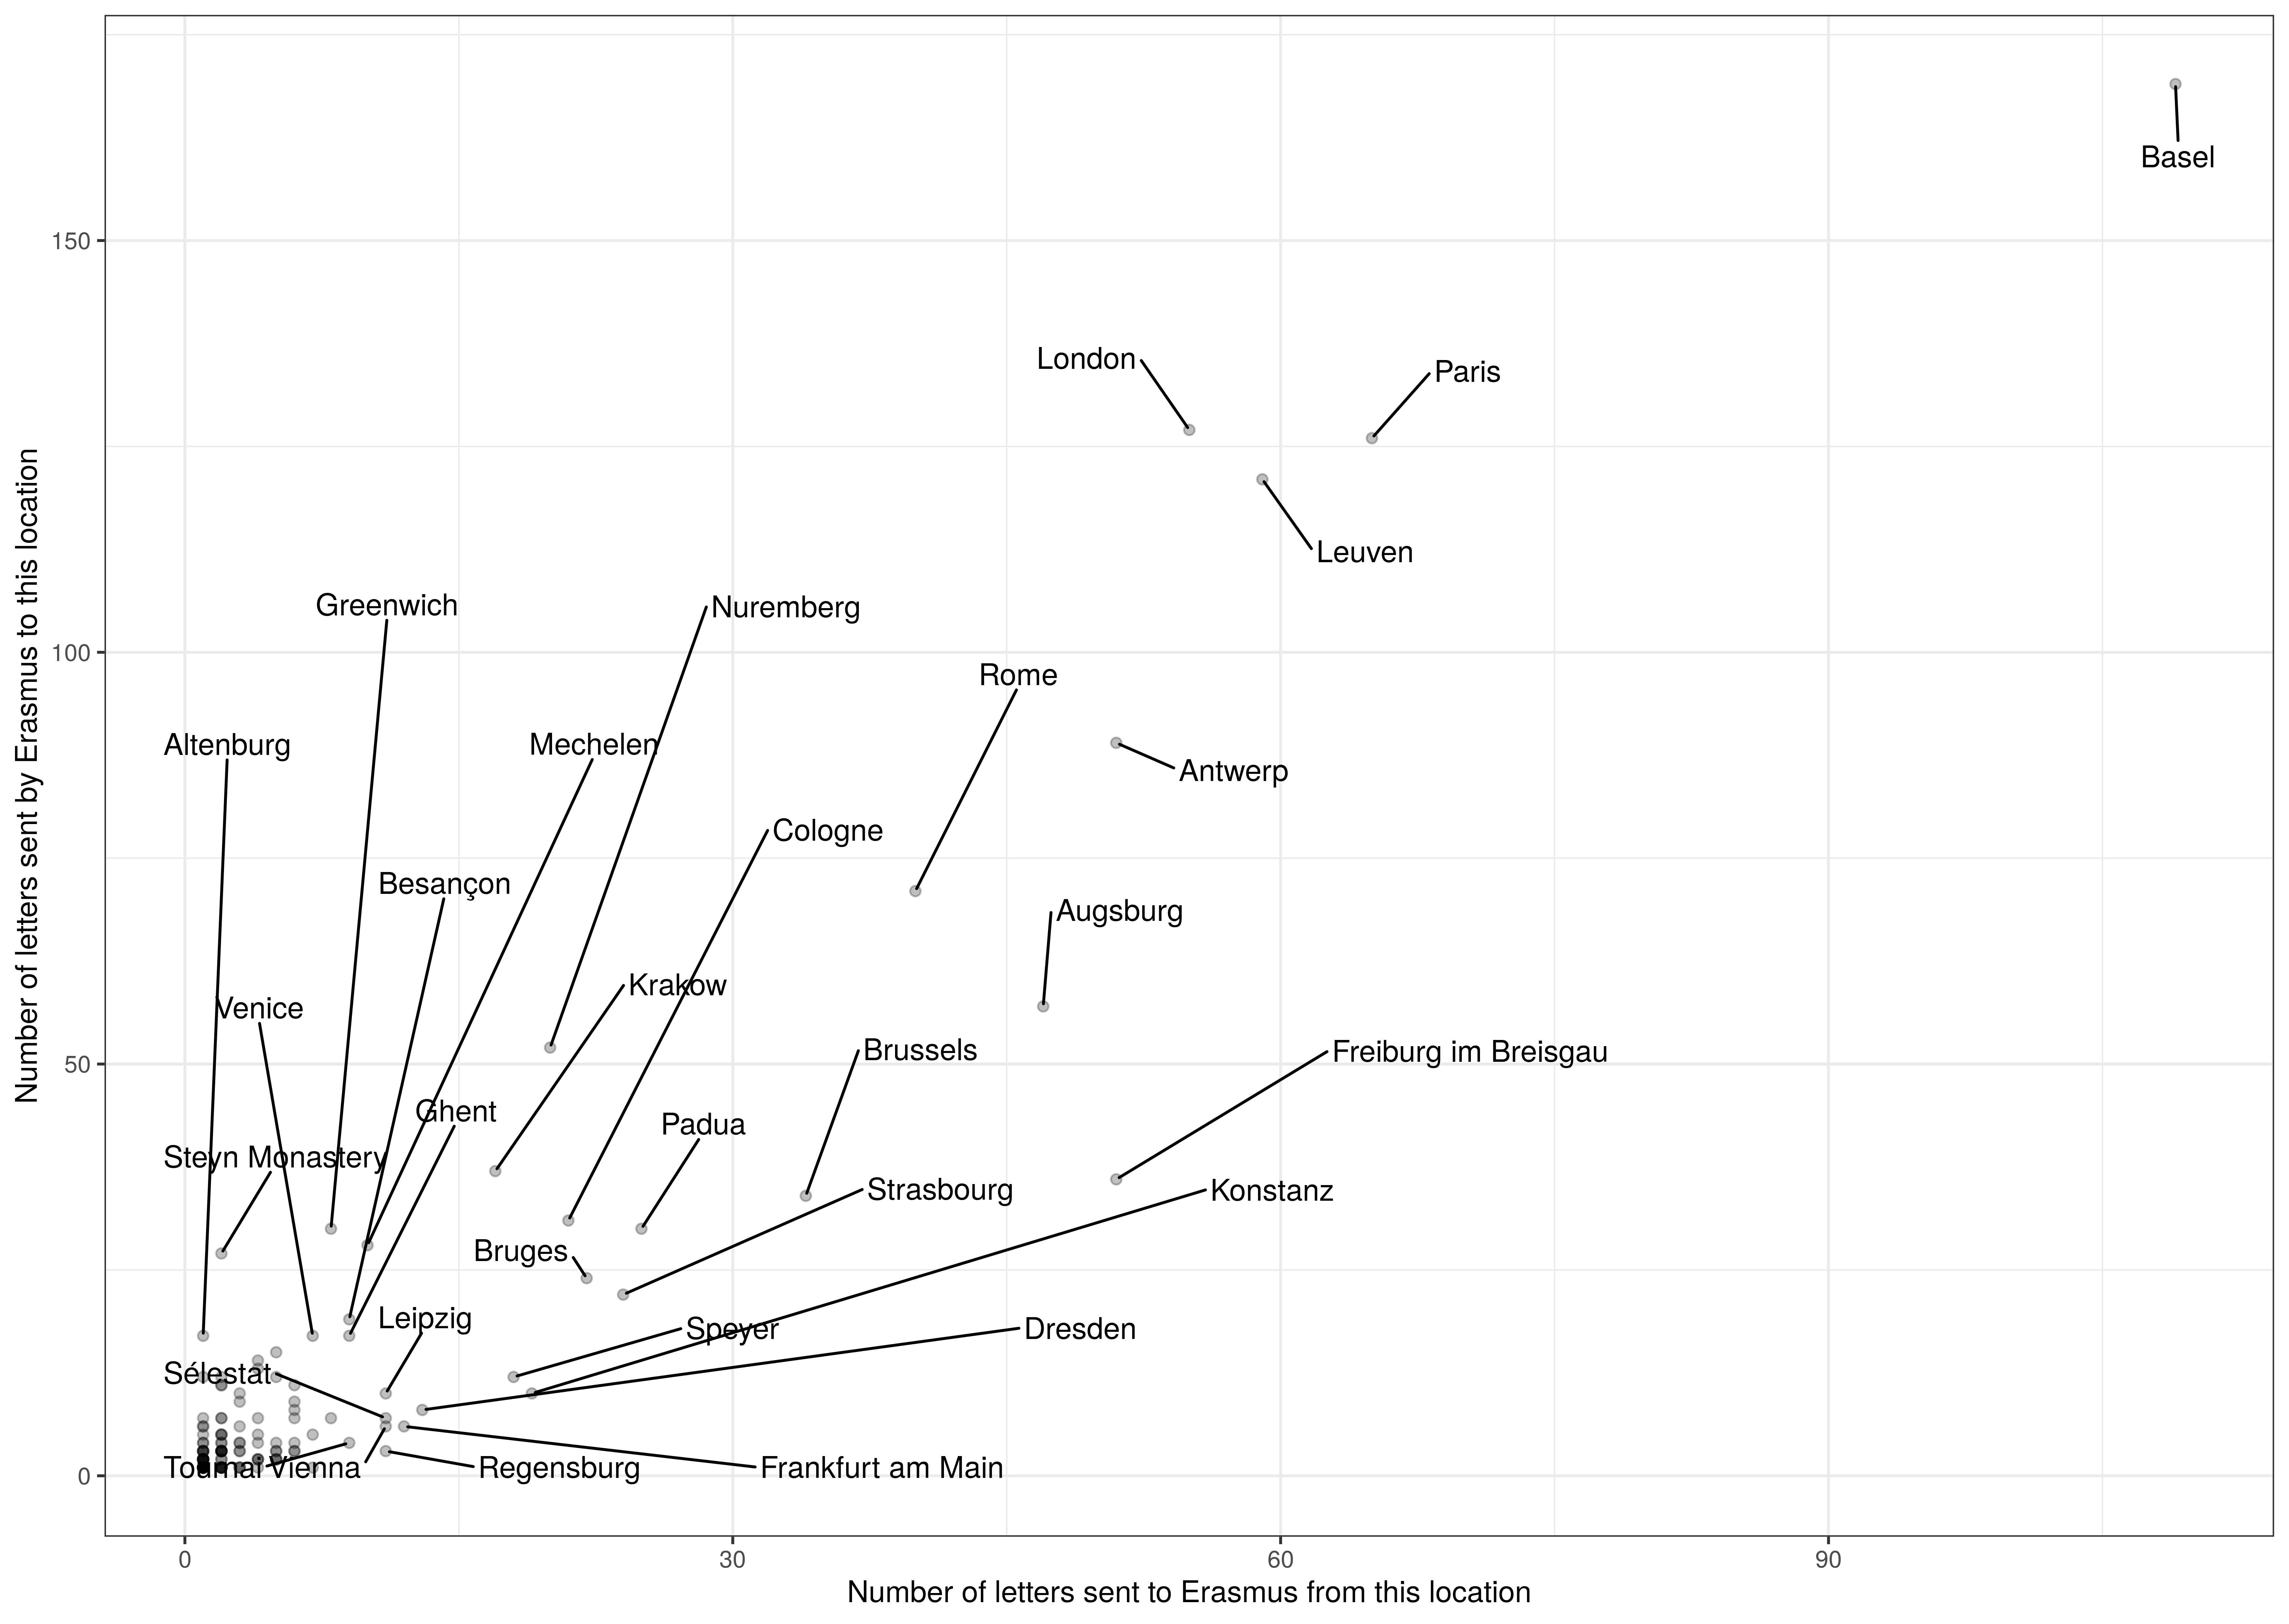 Basel
150
London
Paris
Leuven
Greenwich
Nuremberg
100
Rome
Altenburg
Mechelen
Antwerp
Cologne
Besançon
Augsburg
Krakow
Venice
50
Brussels
Freiburg im Breisgau
Ghent
Padua
Steyn Monastery
Strasbourg
Konstanz
Bruges
Leipzig
Speyer
Dresden
Sélestat
Tournai
Vienna
Regensburg
Frankfurt am Main
0
0
30
60
90
Number of letters sent to Erasmus from this location
Number of letters sent by Erasmus to this location